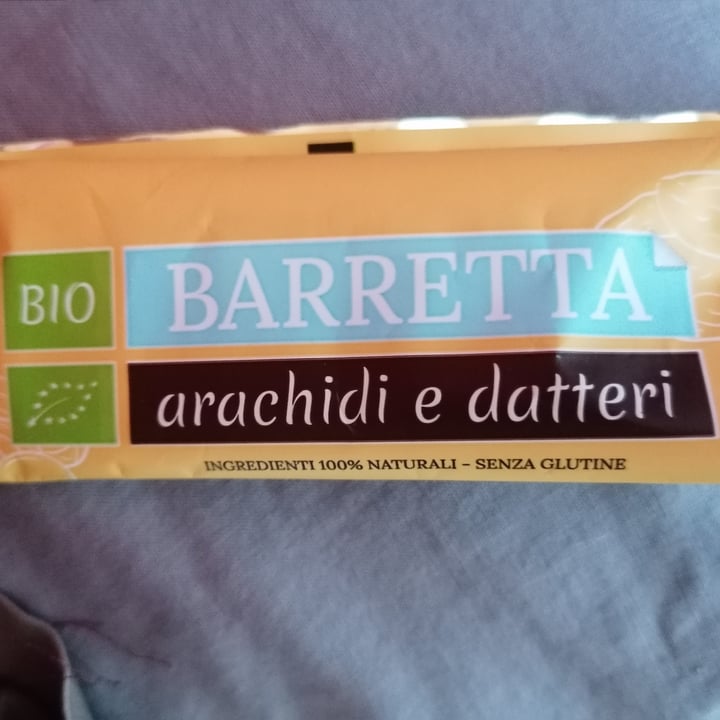 BIO
BARRETTA
arachidi e datteri
INGREDIENTI 100% NATURALI – SENZA GLUTINE